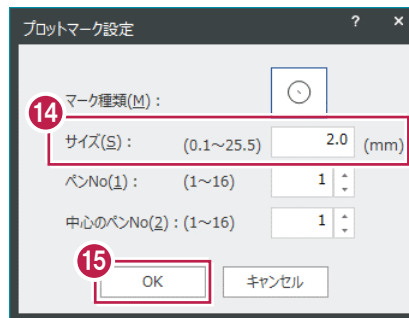 プロットマーク設定 ? ×
マーク種類(M)：
14
サイズ(S)： (0.1～25.5) 2.0 (mm)
ペンNo(1)： (1～16) 1
中心のペンNo(2)：(1～16) 1
15
OK キャンセル